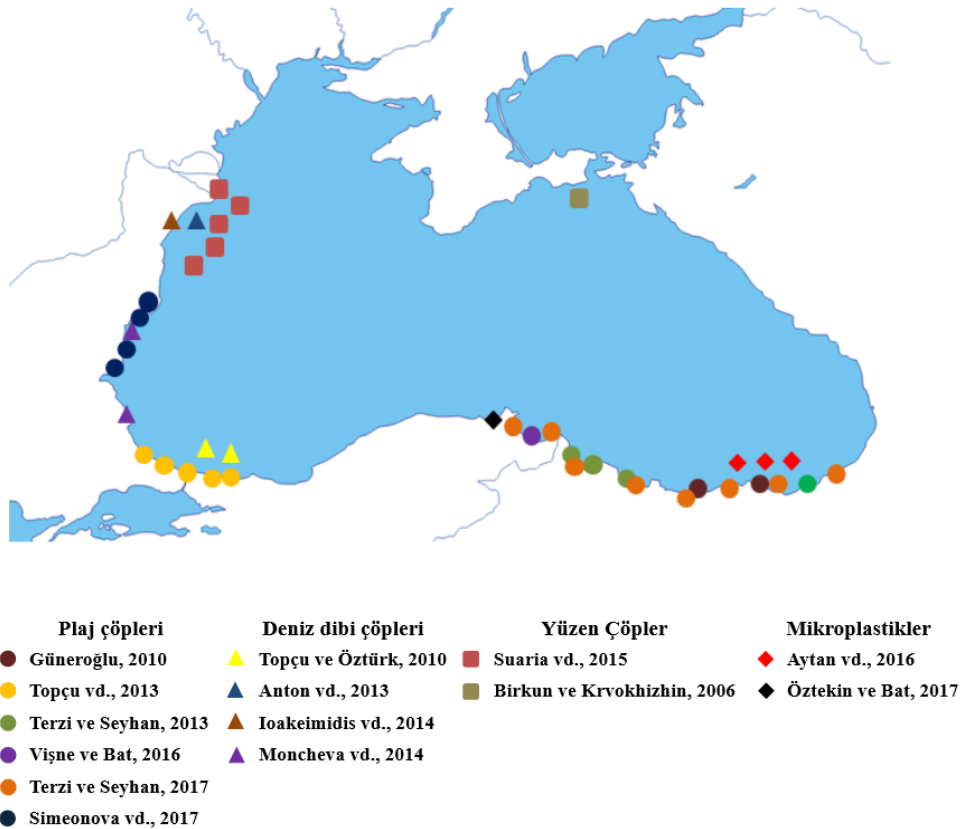 Plaj çöpleri
Güneroğlu, 2010
Topçu vd., 2013
Terzi ve Seyhan, 2013
Vişne ve Bat, 2016
Terzi ve Seyhan, 2017
Simeonova vd., 2017
Deniz dibi çöpleri
Topçu ve Öztürk, 2010
Anton vd., 2013
Ioakeimidis vd., 2014
Moncheva vd., 2014
Yüzen Çöpler
Suaria vd., 2015
Birkun ve Krvokhizhin, 2006
Mikroplastikler
Aytan vd., 2016
Öztekin ve Bat, 2017